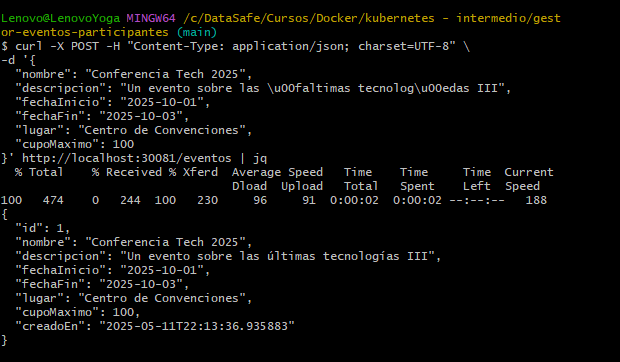 Lenovo@LenovoYoga MINGW64 /c/DataSafe/Cursos/Docker/kubernetes - intermedio/gest
or-eventos-participantes (main)
$ curl -X POST -H "Content-Type: application/json; charset=UTF-8" \
-d '{
  "nombre": "Conferencia Tech 2025",
  "descripcion": "Un evento sobre las \u00faltimas tecnolog\u00edas III",
  "fechaInicio": "2025-10-01",
  "fechaFin": "2025-10-03",
  "lugar": "Centro de Convenciones",
  "cupoMaximo": 100
}' http://localhost:30081/eventos | jq
  % Total    % Received % Xferd  Average Speed   Time    Time     Time  Current
                                 Dload  Upload   Total   Spent    Left  Speed
100   474    0   244  100   230     96     91  0:00:02  0:00:02 --:--:--   188
{
  "id": 1,
  "nombre": "Conferencia Tech 2025",
  "descripcion": "Un evento sobre las últimas tecnologías III",
  "fechaInicio": "2025-10-01",
  "fechaFin": "2025-10-03",
  "lugar": "Centro de Convenciones",
  "cupoMaximo": 100,
  "creadoEn": "2025-05-11T22:13:36.935883"
}